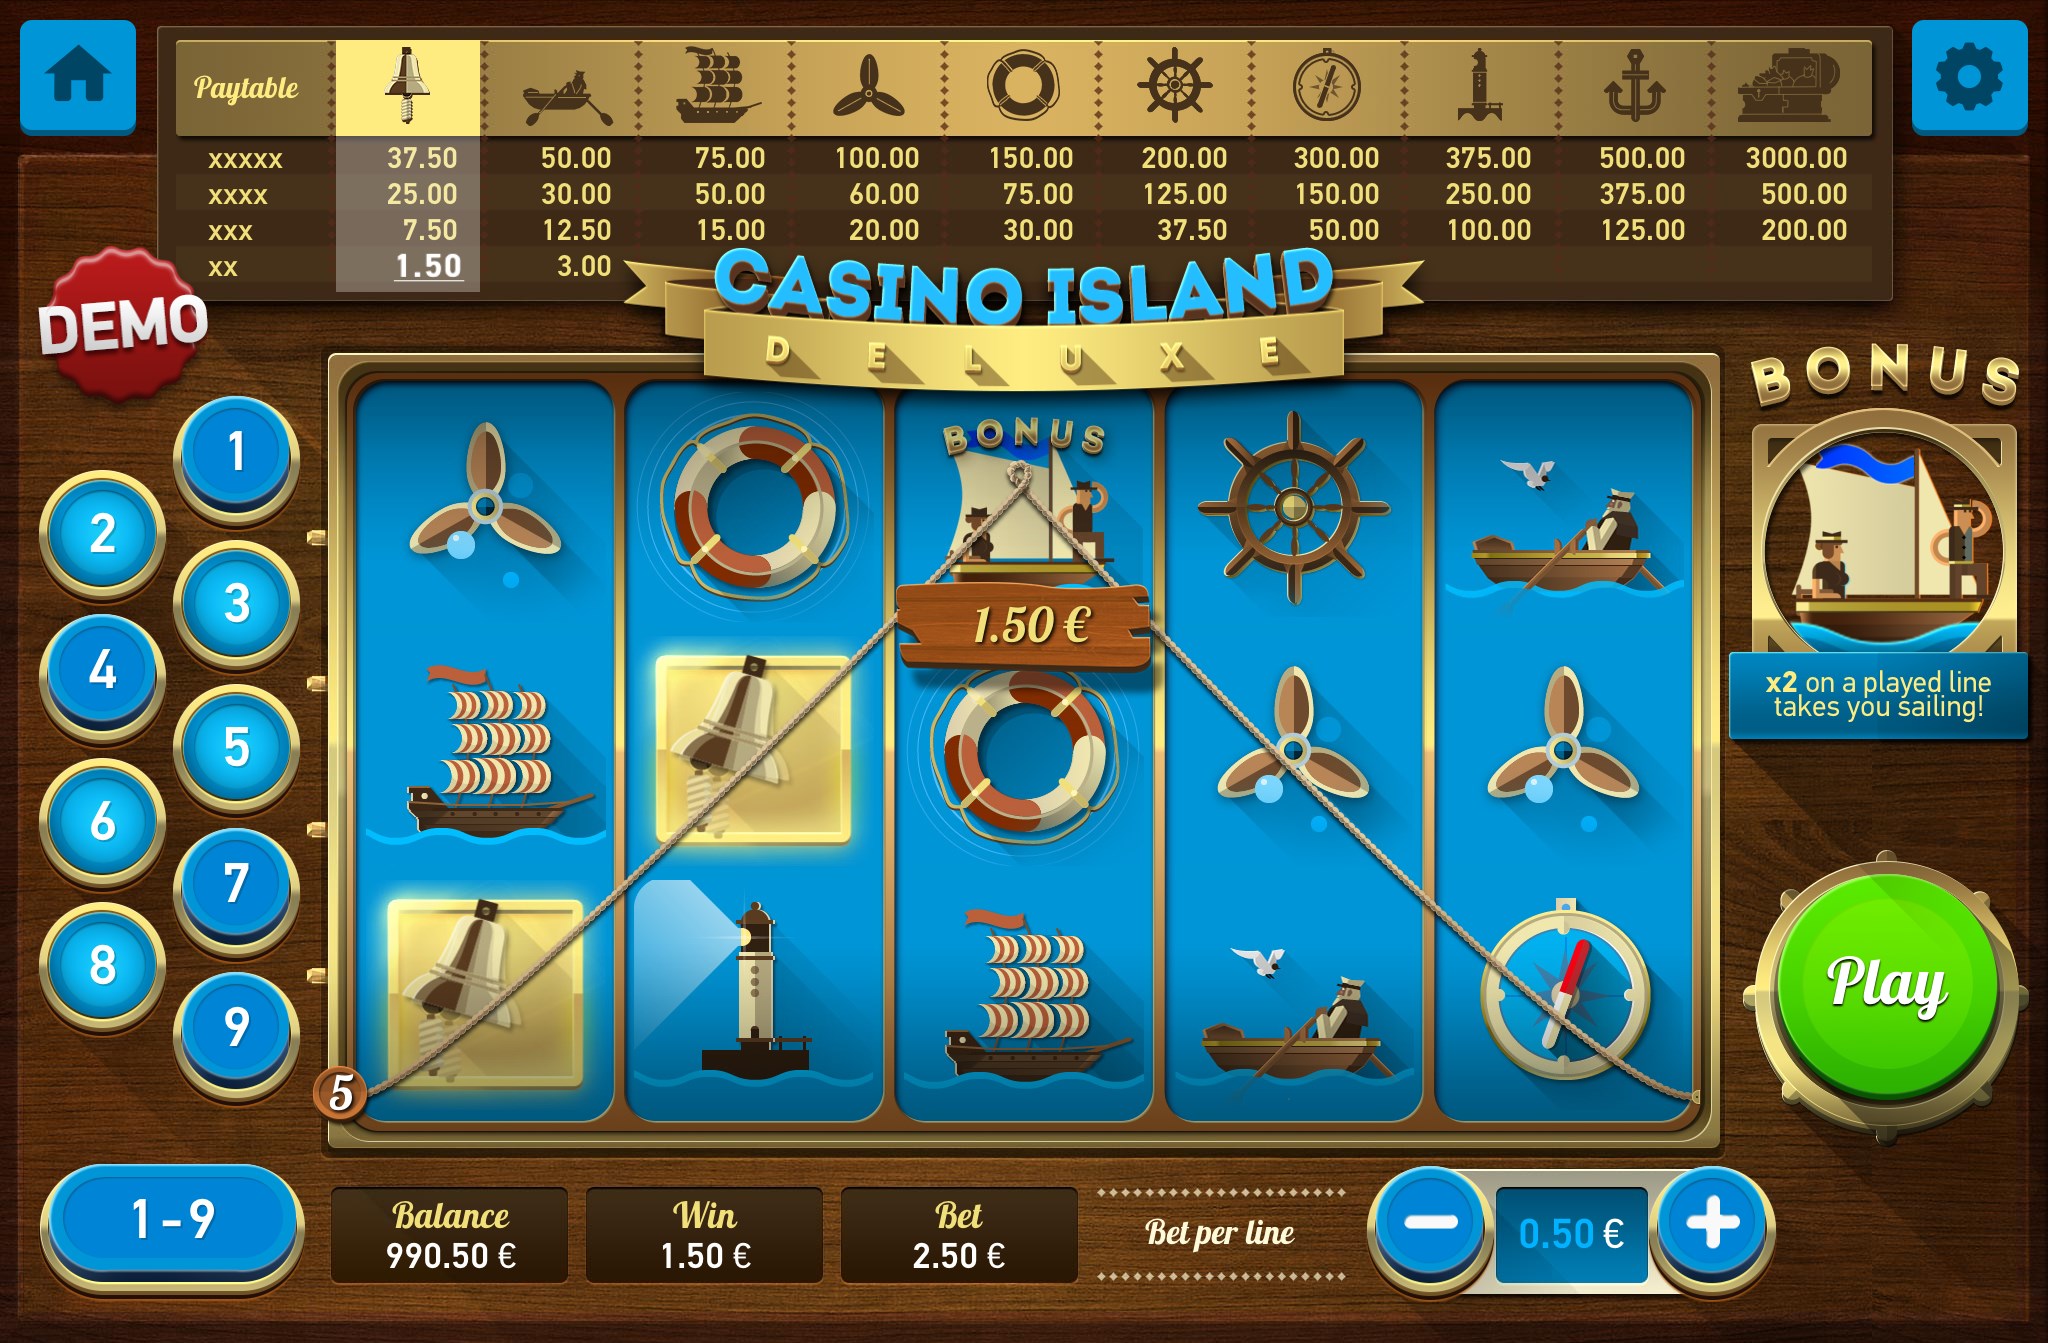 Paytable
xxxxx 37.50 50.00 75.00 100.00 150.00 200.00 300.00 375.00 500.00 3000.00
xxxx 25.00 30.00 50.00 60.00 75.00 125.00 150.00 250.00 375.00 500.00
xxx 7.50 12.50 15.00 20.00 30.00 37.50 50.00 100.00 125.00 200.00
xx 1.50 3.00
CASINO ISLAND
DELUXE
DEMO
1
2
3
4
5
6
7
8
9
BONUS
1.50 €
5
BONUS
x2 on a played line
takes you sailing!
Play
1-9
Balance
990.50 €
Win
1.50 €
Bet
2.50 €
Bet per line
0.50 €